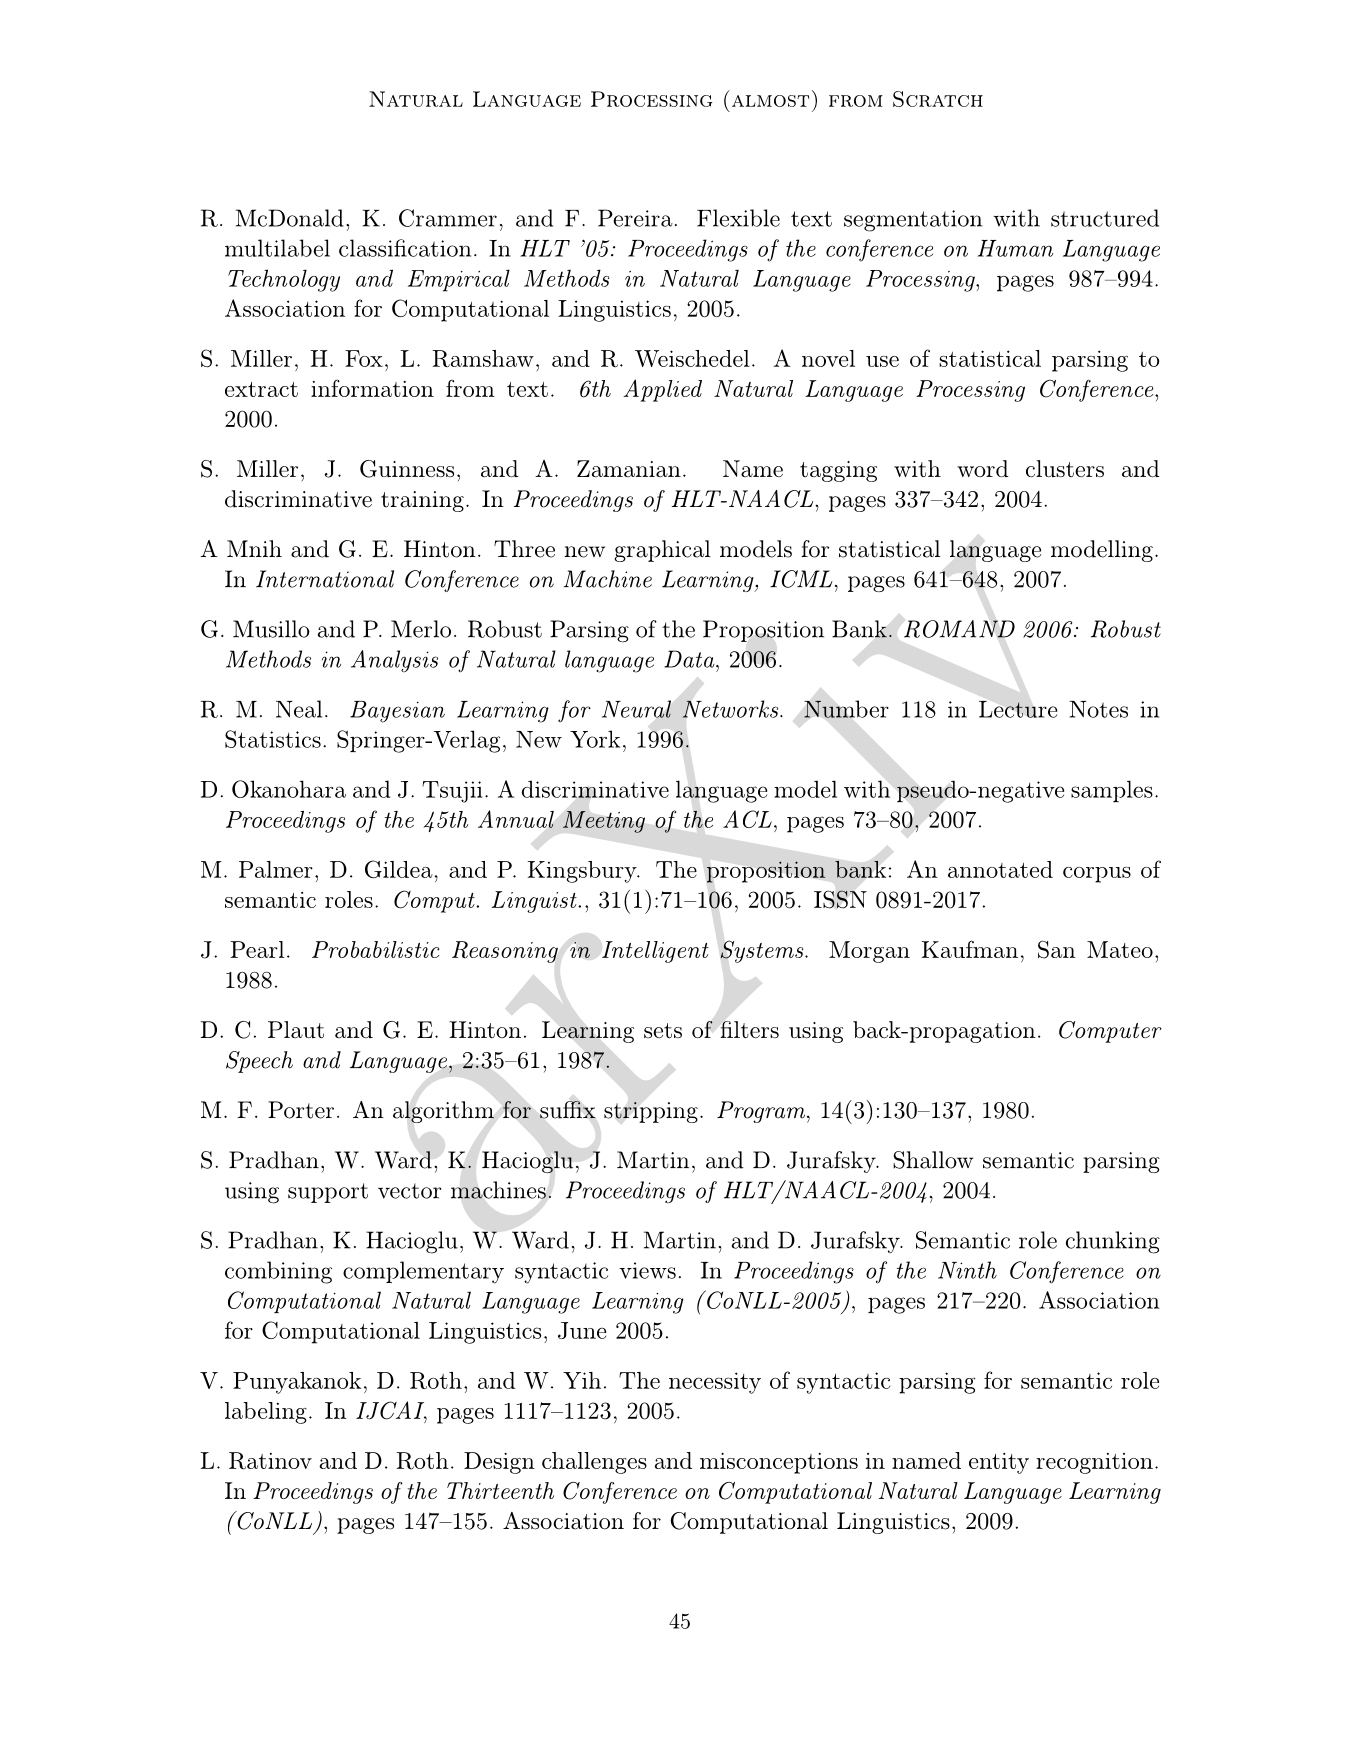 Natural Language Processing (almost) from Scratch
R. McDonald, K. Crammer, and F. Pereira. Flexible text segmentation with structured
multilabel classification. In HLT '05: Proceedings of the conference on Human Language
Technology and Empirical Methods in Natural Language Processing, pages 987–994.
Association for Computational Linguistics, 2005.
S. Miller, H. Fox, L. Ramshaw, and R. Weischedel. A novel use of statistical parsing to
extract information from text. 6th Applied Natural Language Processing Conference,
2000.
S. Miller, J. Guinness, and A. Zamanian. Name tagging with word clusters and
discriminative training. In Proceedings of HLT-NAACL, pages 337–342, 2004.
A Mnih and G. E. Hinton. Three new graphical models for statistical language modelling.
In International Conference on Machine Learning, ICML, pages 641–648, 2007.
G. Musillo and P. Merlo. Robust Parsing of the Proposition Bank. ROMAND 2006: Robust
Methods in Analysis of Natural language Data, 2006.
R. M. Neal. Bayesian Learning for Neural Networks. Number 118 in Lecture Notes in
Statistics. Springer-Verlag, New York, 1996.
D. Okanohara and J. Tsujii. A discriminative language model with pseudo-negative samples.
Proceedings of the 45th Annual Meeting of the ACL, pages 73–80, 2007.
M. Palmer, D. Gildea, and P. Kingsbury. The proposition bank: An annotated corpus of
semantic roles. Comput. Linguist., 31(1):71–106, 2005. ISSN 0891-2017.
J. Pearl. Probabilistic Reasoning in Intelligent Systems. Morgan Kaufman, San Mateo,
1988.
D. C. Plaut and G. E. Hinton. Learning sets of filters using back-propagation. Computer
Speech and Language, 2:35–61, 1987.
M. F. Porter. An algorithm for suffix stripping. Program, 14(3):130–137, 1980.
S. Pradhan, W. Ward, K. Hacioglu, J. Martin, and D. Jurafsky. Shallow semantic parsing
using support vector machines. Proceedings of HLT/NAACL-2004, 2004.
S. Pradhan, K. Hacioglu, W. Ward, J. H. Martin, and D. Jurafsky. Semantic role chunking
combining complementary syntactic views. In Proceedings of the Ninth Conference on
Computational Natural Language Learning (CoNLL-2005), pages 217–220. Association
for Computational Linguistics, June 2005.
V. Punyakanok, D. Roth, and W. Yih. The necessity of syntactic parsing for semantic role
labeling. In IJCAI, pages 1117–1123, 2005.
L. Ratinov and D. Roth. Design challenges and misconceptions in named entity recognition.
In Proceedings of the Thirteenth Conference on Computational Natural Language Learning
(CoNLL), pages 147–155. Association for Computational Linguistics, 2009.
arXiv
45